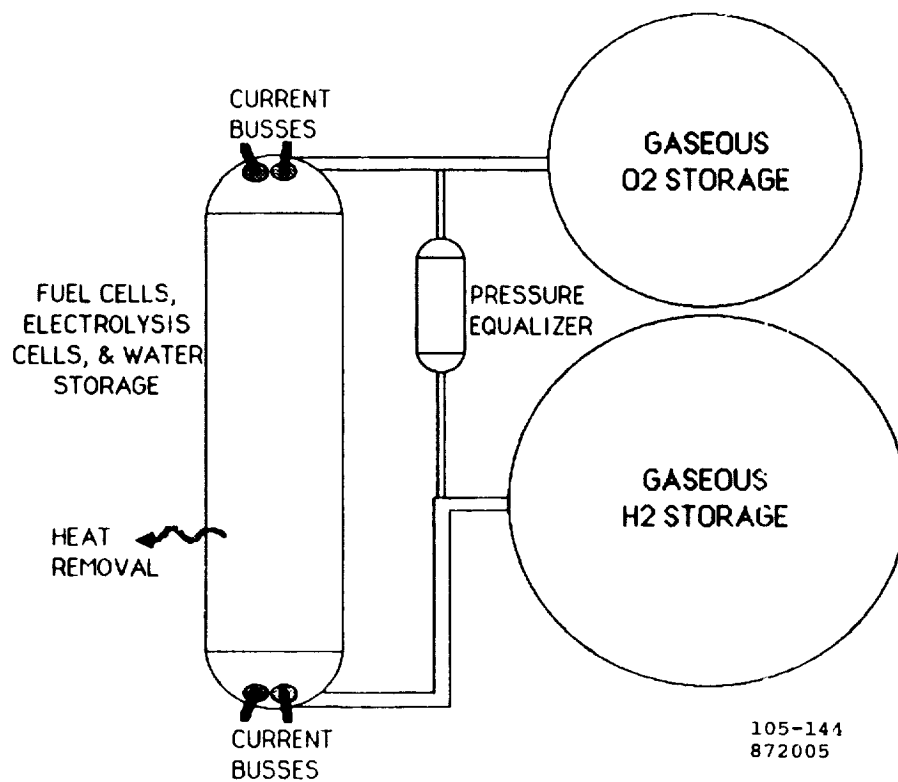 CURRENT
BUSSES
GASEOUS
O2 STORAGE
FUEL CELLS,
ELECTROLYSIS
CELLS, & WATER
STORAGE
PRESSURE
EQUALIZER
GASEOUS
H2 STORAGE
HEAT
REMOVAL
CURRENT
BUSSES
105-144
872005